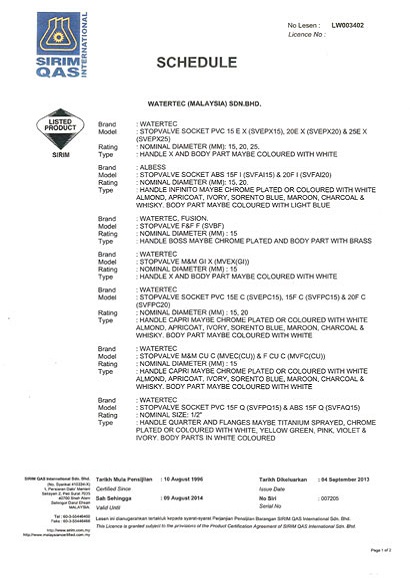 SIRIM
QAS
INTERNATIONAL
No Lesen : LW003402
Licence No :
SCHEDULE
WATERTEC (MALAYSIA) SDN.BHD.
LISTED
PRODUCT
SIRIM
Brand : WATERTEC
Model : STOPVALVE SOCKET PVC 15 E X (SVEPX15), 20E X (SVEPX20) & 25E X
(SVEPX25)
Rating : NOMINAL DIAMETER (MM) : 15, 20, 25.
Type : HANDLE X AND BODY PART MAYBE COLOURED WITH WHITE
Brand : ALBESS
Model : STOPVALVE SOCKET ABS 15F I (SVFAI15) & 20F I (SVFAI20)
Rating : NOMINAL DIAMETER (MM) : 15, 20.
Type : HANDLE INFINITO MAYBE CHROME PLATED OR COLOURED WITH WHITE
ALMOND, APRICOAT, IVORY, SORENTO BLUE, MAROON, CHARCOAL &
WHISKY. BODY PART MAY BE COLOURED WITH LIGHT BLUE
Brand : WATERTEC, FUSION.
Model : STOPVALVE F&F F (SVBF)
Rating : NOMINAL DIAMETER (MM) : 15
Type : HANDLE BOSS MAYBE CHROME PLATED AND BODY PART WITH BRASS
Brand : WATERTEC
Model : STOPVALVE M&M GI X (MVEX(GI))
Rating : NOMINAL DIAMETER (MM) : 15
Type : HANDLE X AND BODY PART MAYBE COLOURED WITH WHITE
Brand : WATERTEC
Model : STOPVALVE SOCKET PVC 15E C (SVEPC15), 15F C (SVFPC15) & 20F C
(SVFPC20)
Rating : NOMINAL DIAMETER (MM) : 15, 20
Type : HANDLE CAPRI MAYBE CHROME PLATED OR COLOURED WITH WHITE
ALMOND, APRICOAT, IVORY, SORENTO BLUE, MAROON, CHARCOAL &
WHISKY. BODY PART MAYBE COLOURED WITH WHITE
Brand : WATERTEC
Model : STOPVALVE M&M CU C (MVEC(CU)) & F CU C (MVFC(CU))
Rating : NOMINAL DIAMETER (MM) : 15
Type : HANDLE CAPRI MAYBE CHROME PLATED OR COLOURED WITH WHITE
ALMOND, APRICOAT, IVORY, SORENTO BLUE, MAROON, CHARCOAL &
WHISKY. BODY PART MAYBE COLOURED WITH WHITE
Brand : WATERTEC
Model : STOPVALVE SOCKET PVC 15F Q (SVFPQ15) & ABS 15F Q (SVFAQ15)
Rating : NOMINAL SIZE: 1/2"
Type : HANDLE QUARTER AND FLANGES MAYBE TITANIUM SPRAYED, CHROME
PLATED OR COLOURED WITH WHITE, YELLOW GREEN, PINK, VIOLET &
IVORY. BODY PARTS IN WHITE COLOURED
SIRIM QAS International Sdn. Bhd.
MALAYSIA.
Tarikh Mula Pensijilan : 10 August 1996
Certified Since
Sah Sehingga : 09 August 2014
Valid Until
Tarikh Dikeluarkan : 04 September 2013
Issue Date
No Siri : 007205
Serial No
Lesen ini dianugerahkan tertakluk kepada syarat-syarat Perjanjian Pensijilan Barangan SIRIM QAS International Sdn. Bhd.
This Licence is granted subject to the provisions of the Product Certification Agreement of SIRIM QAS International Sdn. Bhd.
Page 1 of 2